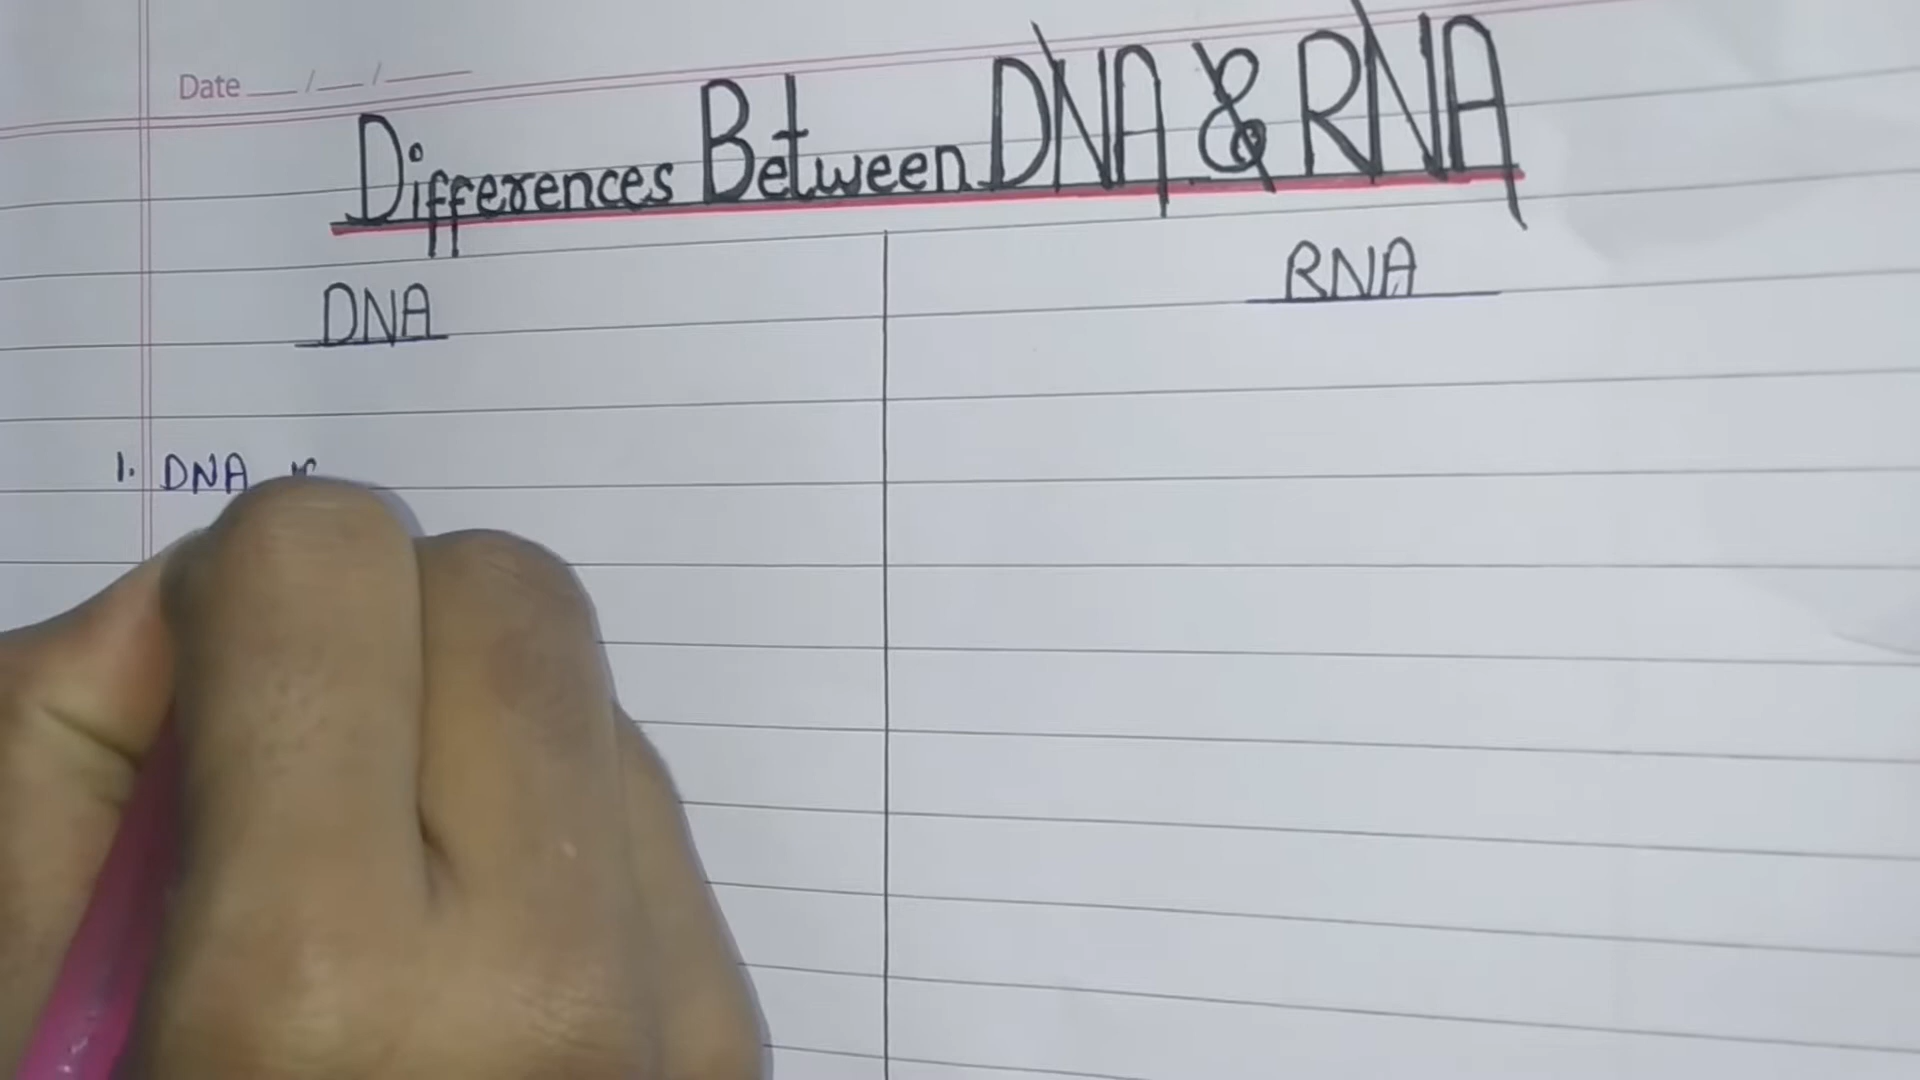 Date __/__/____
Differences Between DNA & RNA
DNA
RNA
1. DNA